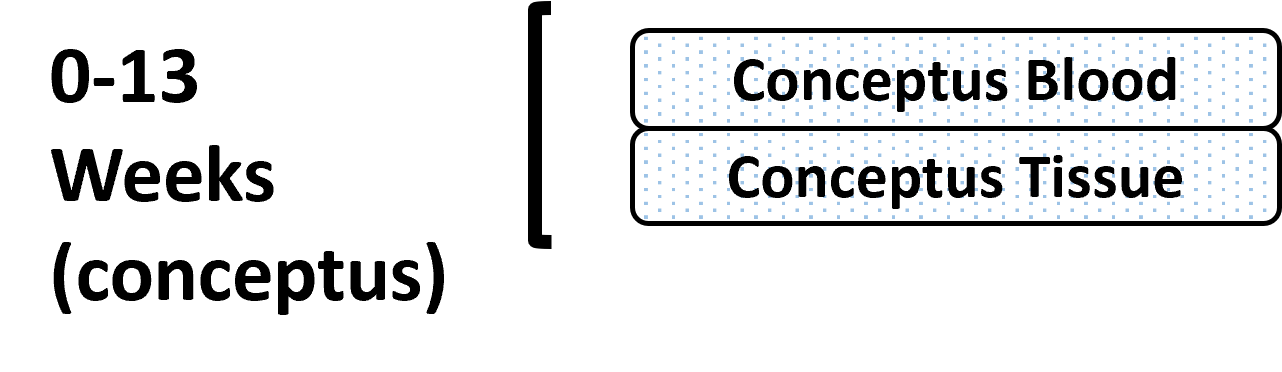 0-13
Weeks
(conceptus)
Conceptus Blood
Conceptus Tissue